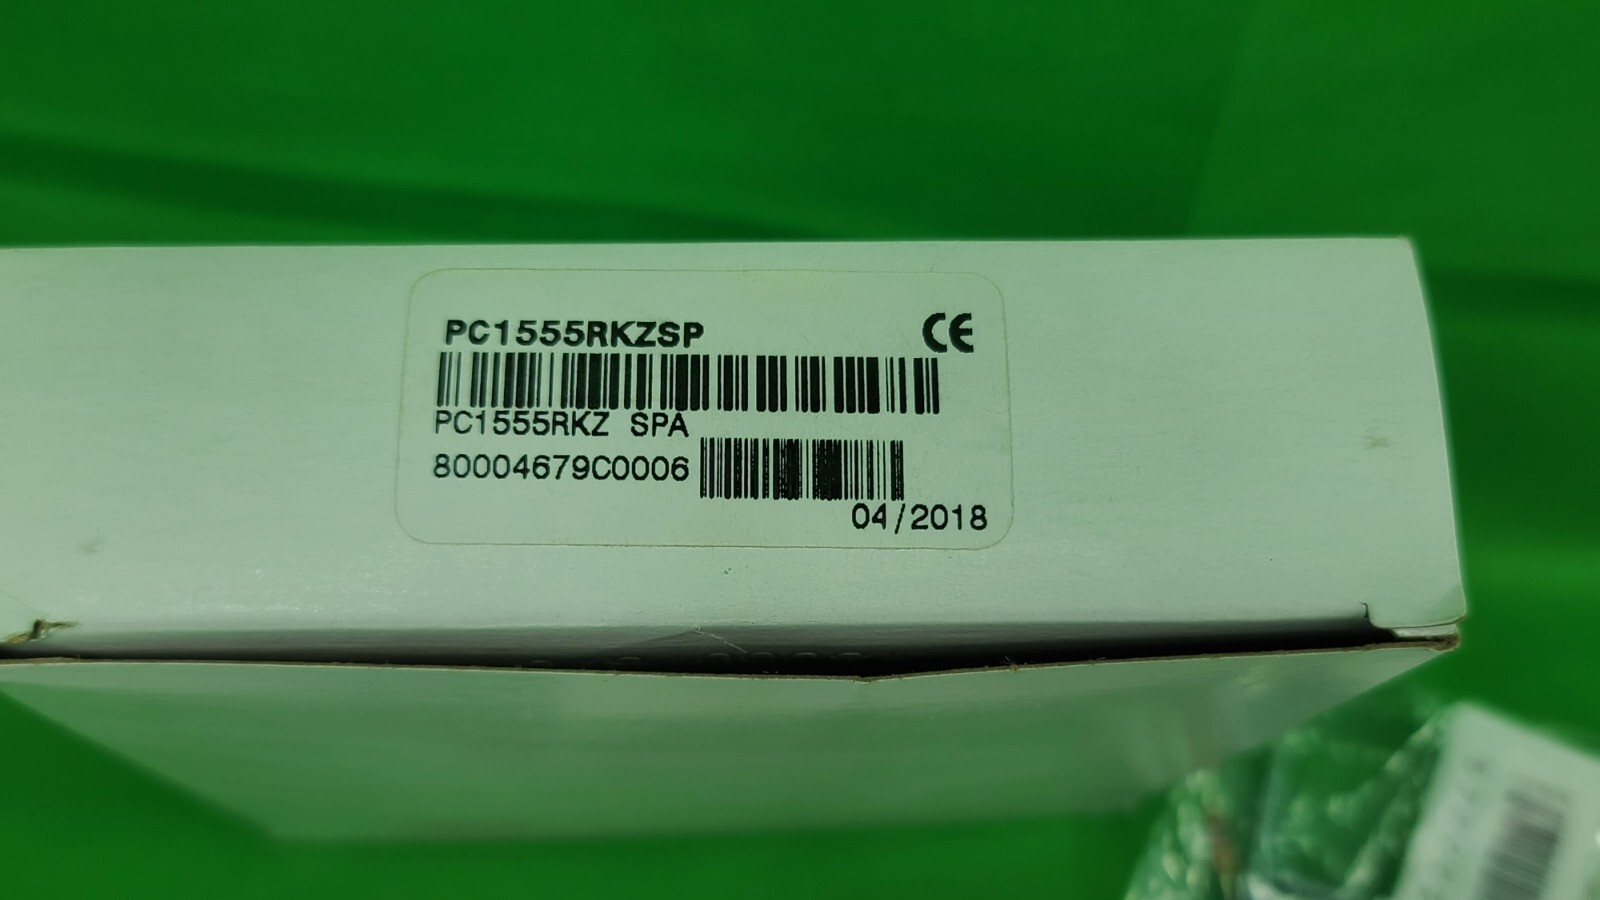 PC1555RKZSP CE
PC1555RKZ SPA
80004679C0006
04/2018